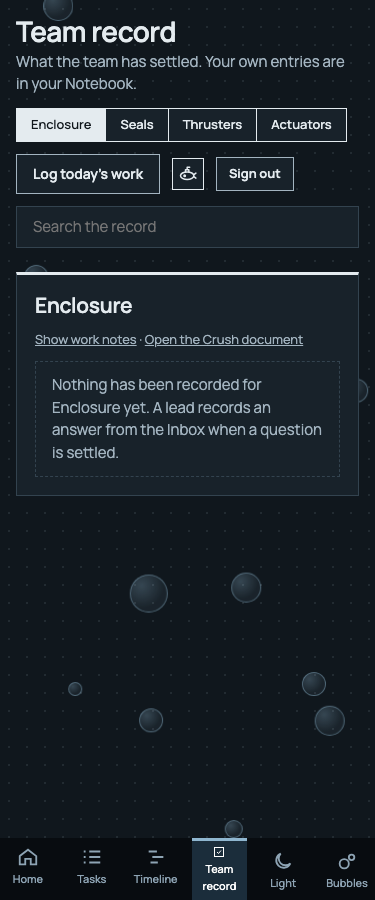 Team record
What the team has settled. Your own entries are
in your Notebook.
Enclosure Seals Thrusters Actuators
Log today's work Sign out
Search the record
Enclosure
Show work notes · Open the Crush document
Nothing has been recorded for
Enclosure yet. A lead records an
answer from the Inbox when a question
is settled.
Home Tasks Timeline Team record Light Bubbles